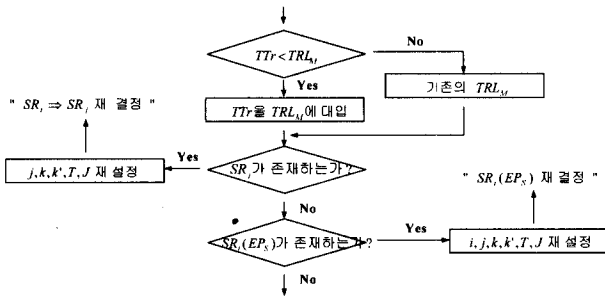 TTr<TRL_M
No
Yes
기존의 TRL_M
TTr을 TRL_M에 대입
" SR_i ⇒ SR_j 재 결정 "
Yes
SR_j가 존재하는가?
j,k,k',T,J 재 설정
" SR_i(EP_S) 재결정 "
No
SR_i(EP_S)가 존재하는가?
Yes
i,j,k,k',T,J 재 설정
No